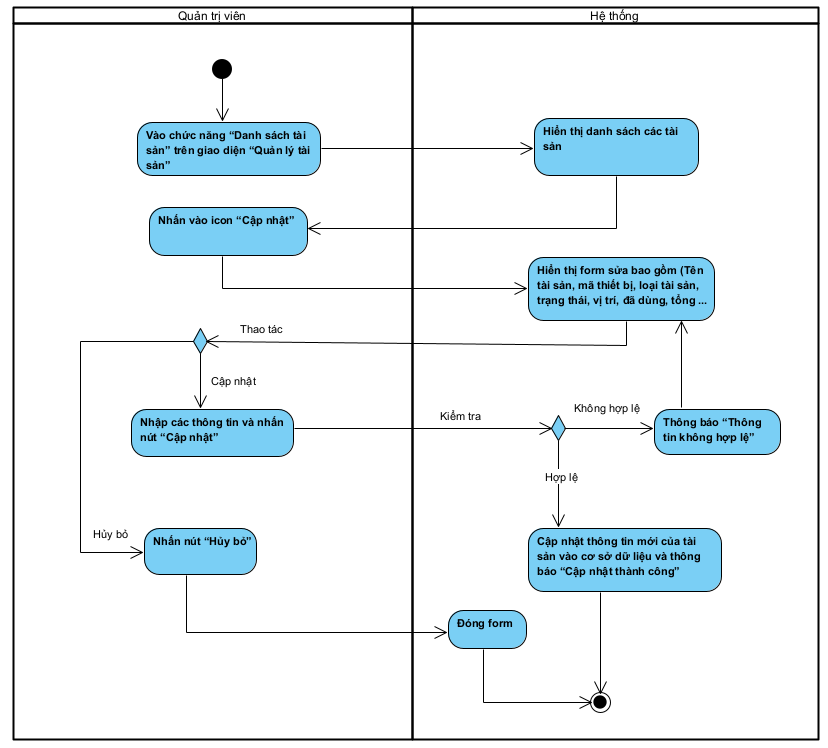 Quản trị viên
Hệ thống
Vào chức năng “Danh sách tài
sản” trên giao diện “Quản lý tài
sản”
Hiển thị danh sách các tài
sản
Nhấn vào icon “Cập nhật”
Hiển thị form sửa bao gồm (Tên
tài sản, mã thiết bị, loại tài sản,
trạng thái, vị trí, đã dùng, tổng ...
Thao tác
Cập nhật
Nhập các thông tin và nhấn
nút “Cập nhật”
Kiểm tra
Không hợp lệ
Thông báo “Thông
tin không hợp lệ”
Hợp lệ
Hủy bỏ
Nhấn nút “Hủy bỏ”
Cập nhật thông tin mới của tài
sản vào cơ sở dữ liệu và thông
báo “Cập nhật thành công”
Đóng form